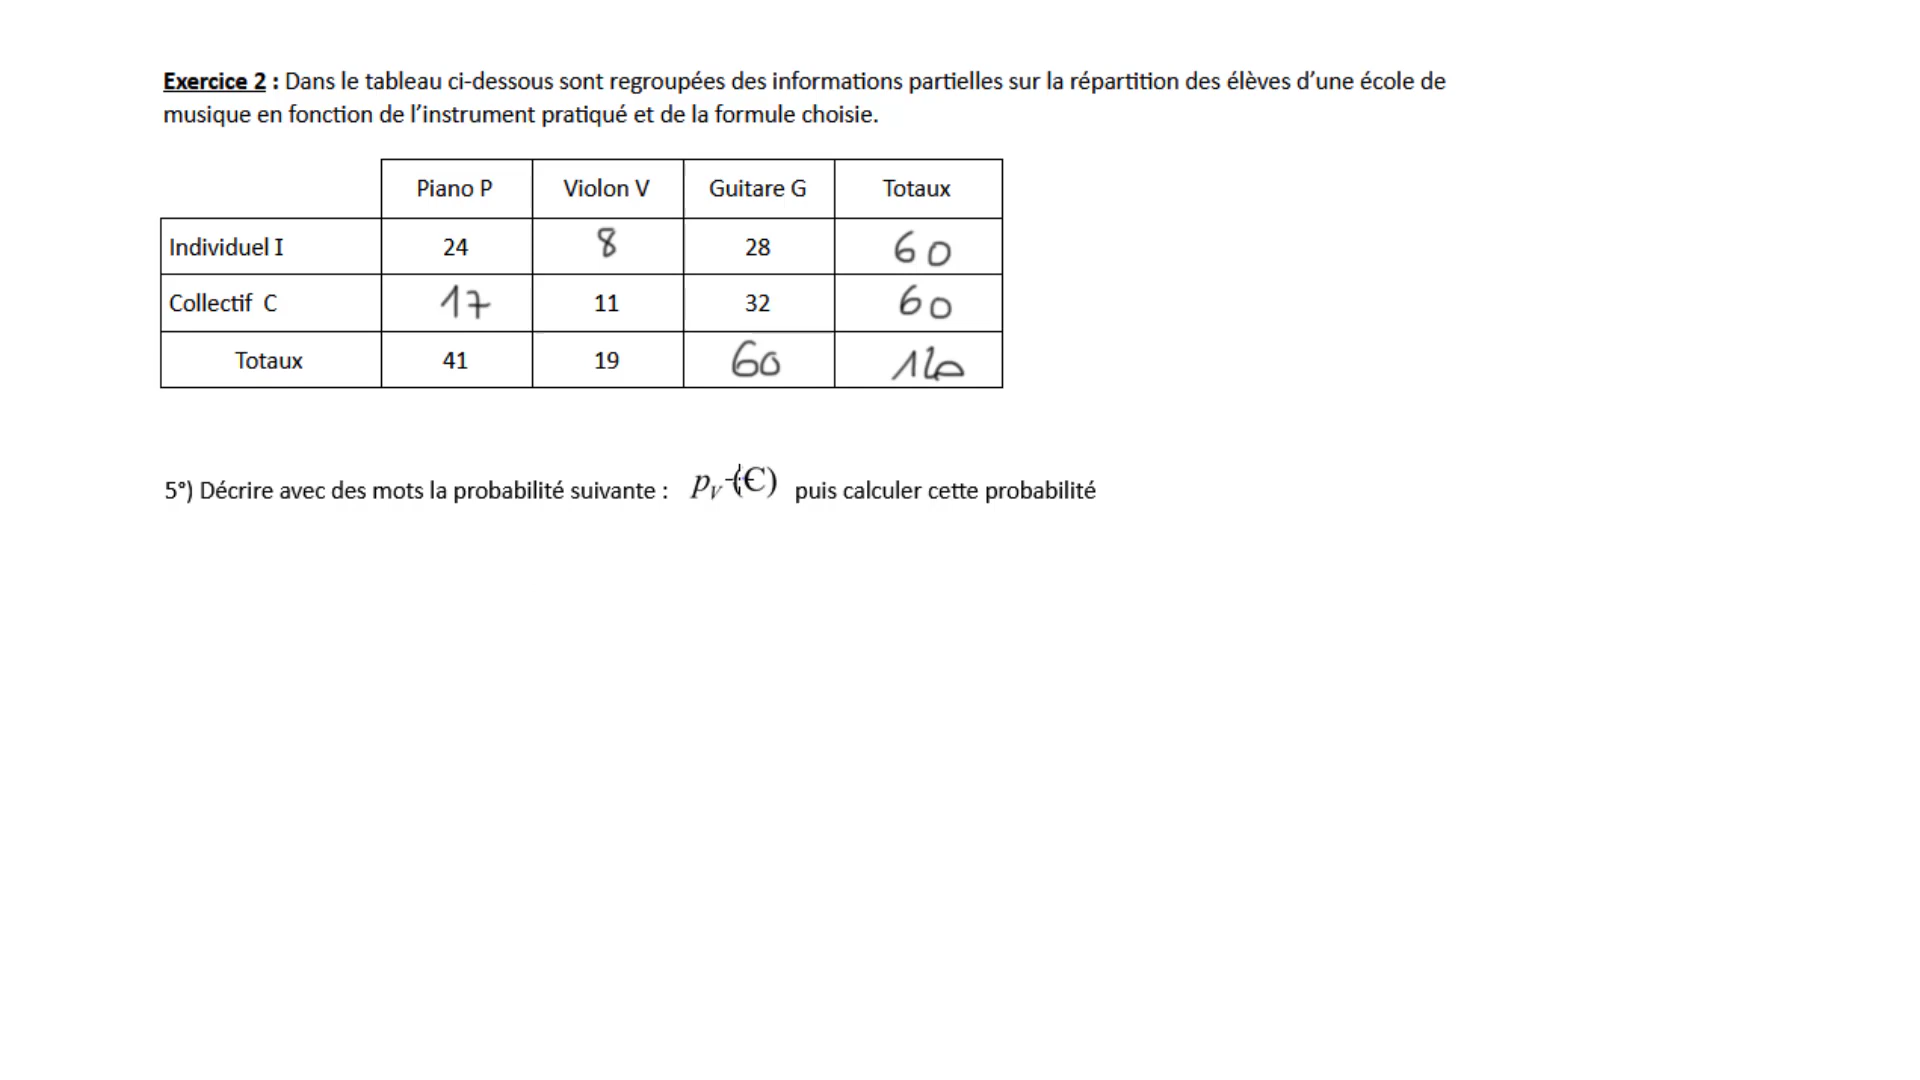 Exercice 2 : Dans le tableau ci-dessous sont regroupées des informations partielles sur la répartition des élèves d’une école de
musique en fonction de l’instrument pratiqué et de la formule choisie.
Piano P Violon V Guitare G Totaux
Individuel I 24 8 28 60
Collectif C 17 11 32 60
Totaux 41 19 60 120
5°) Décrire avec des mots la probabilité suivante : pV(C) puis calculer cette probabilité